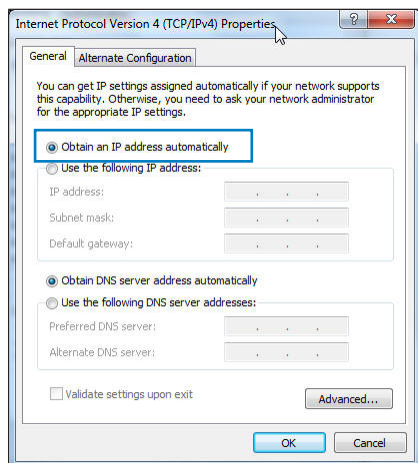 Internet Protocol Version 4 (TCP/IPv4) Properties
General
Alternate Configuration
You can get IP settings assigned automatically if your network supports
this capability. Otherwise, you need to ask your network administrator
for the appropriate IP settings.
Obtain an IP address automatically
Use the following IP address:
IP address:
Subnet mask:
Default gateway:
Obtain DNS server address automatically
Use the following DNS server addresses:
Preferred DNS server:
Alternate DNS server:
Validate settings upon exit
Advanced...
OK
Cancel